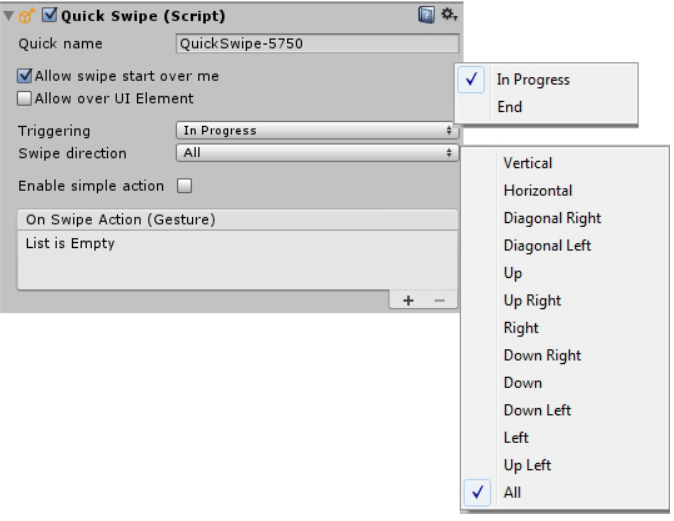 Quick Swipe (Script)
Quick name QuickSwipe-5750
Allow swipe start over me
Allow over UI Element
Triggering In Progress
Swipe direction All
Enable simple action
On Swipe Action (Gesture)
List is Empty
+ −
In Progress
End
Vertical
Horizontal
Diagonal Right
Diagonal Left
Up
Up Right
Right
Down Right
Down
Down Left
Left
Up Left
All